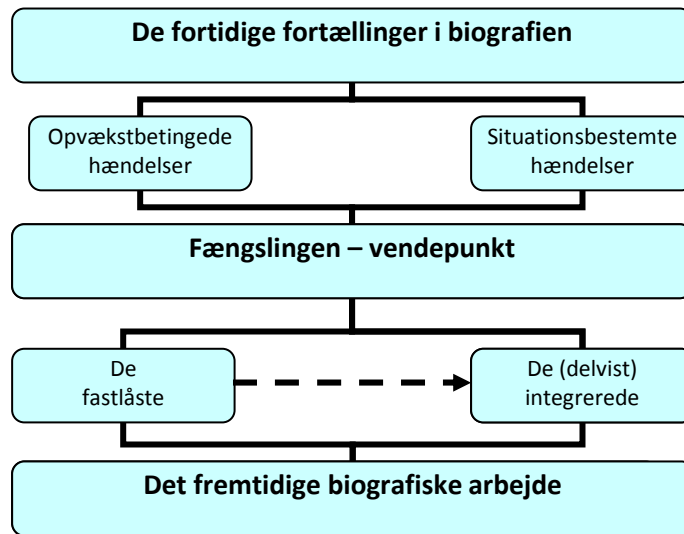 De fortidige fortællinger i biografien
Opvækstbetingede
hændelser
Situationsbestemte
hændelser
Fængslingen – vendepunkt
De
fastlåste
De (delvist)
integrerede
Det fremtidige biografiske arbejde